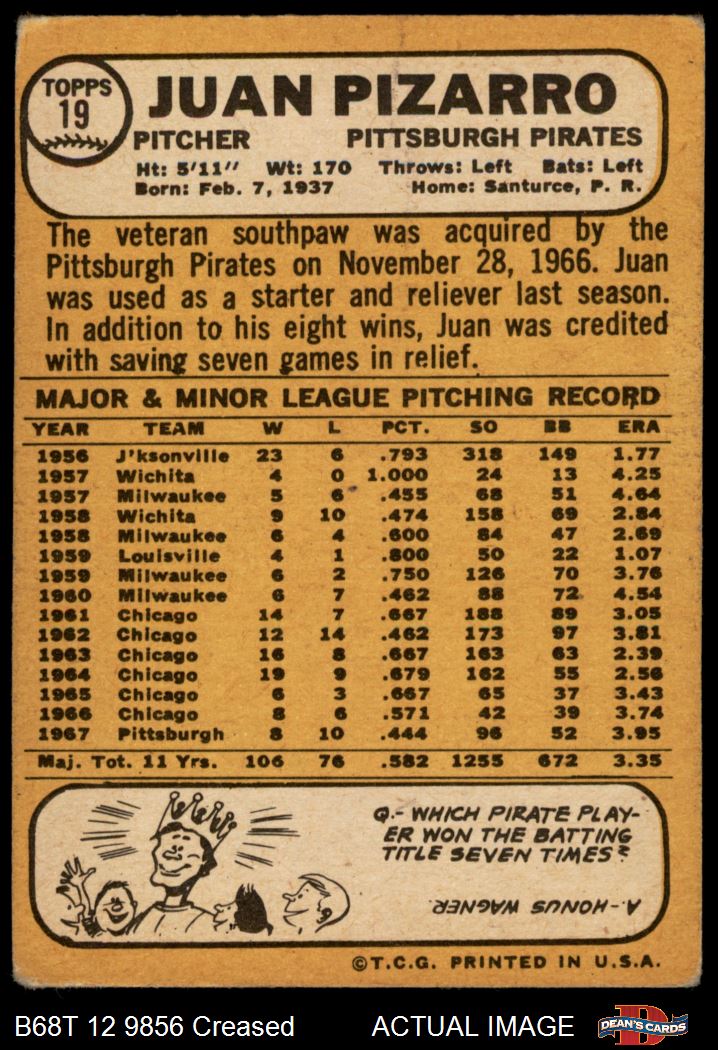 TOPPS
19
JUAN PIZARRO
PITCHER PITTSBURGH PIRATES
Ht: 5'11" Wt: 170 Throws: Left Bats: Left
Born: Feb. 7, 1937 Home: Santurce, P. R.
The veteran southpaw was acquired by the
Pittsburgh Pirates on November 28, 1966. Juan
was used as a starter and reliever last season.
In addition to his eight wins, Juan was credited
with saving seven games in relief.
MAJOR & MINOR LEAGUE PITCHING RECORD
YEAR TEAM W L PCT. SO BB ERA
1956 J'ksonville 23 6 .793 318 149 1.77
1957 Wichita 4 0 1.000 24 13 4.25
1957 Milwaukee 5 6 .455 68 51 4.64
1958 Wichita 9 10 .474 158 69 2.84
1958 Milwaukee 6 4 .600 84 47 2.69
1959 Louisville 4 1 .800 50 22 1.07
1959 Milwaukee 6 2 .750 126 70 3.76
1960 Milwaukee 6 7 .462 88 72 4.54
1961 Chicago 14 7 .667 188 89 3.05
1962 Chicago 12 14 .462 173 97 3.81
1963 Chicago 16 8 .667 163 63 2.39
1964 Chicago 19 9 .679 162 55 2.56
1965 Chicago 6 3 .667 65 37 3.43
1966 Chicago 8 6 .571 42 39 3.74
1967 Pittsburgh 8 10 .444 96 52 3.95
Maj. Tot. 11 Yrs. 106 76 .582 1255 672 3.35
Q.- WHICH PIRATE PLAY-
ER WON THE BATTING
TITLE SEVEN TIMES?
A-HONUS WAGNER
©T.C.G. PRINTED IN U.S.A.
B68T 12 9856 Creased ACTUAL IMAGE
DEAN'S CARDS